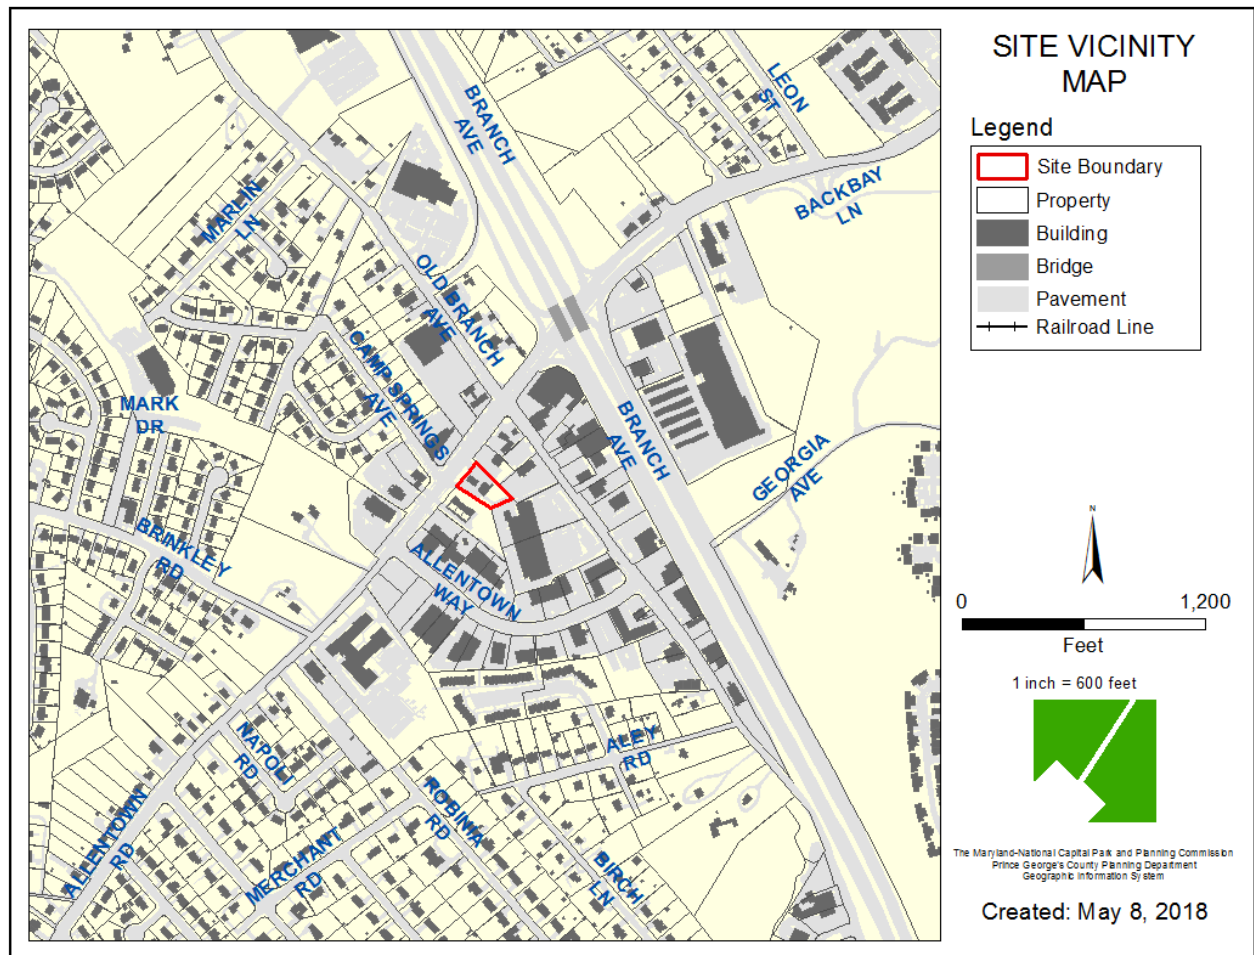 SITE VICINITY
MAP
Legend
Site Boundary
Property
Building
Bridge
Pavement
Railroad Line
N
0 1,200
Feet
1 inch = 600 feet
The Maryland-National Capital Park and Planning Commission
Prince George's County Planning Department
Geographic Information System
Created: May 8, 2018
BRANCH
AVE
LEON
ST
BACKBAY
LN
MARLIN
LN
OLD BRANCH
AVE
CAMP SPRINGS
AVE
MARK
DR
BRANCH
AVE
GEORGIA
AVE
BRINKLEY
RD
ALLENTOWN
WAY
NAPOLI
RD
ALEY
RD
ALLENTOWN
RD
MERCHANT
RD
ROBINIA
RD
BIRCH
LN